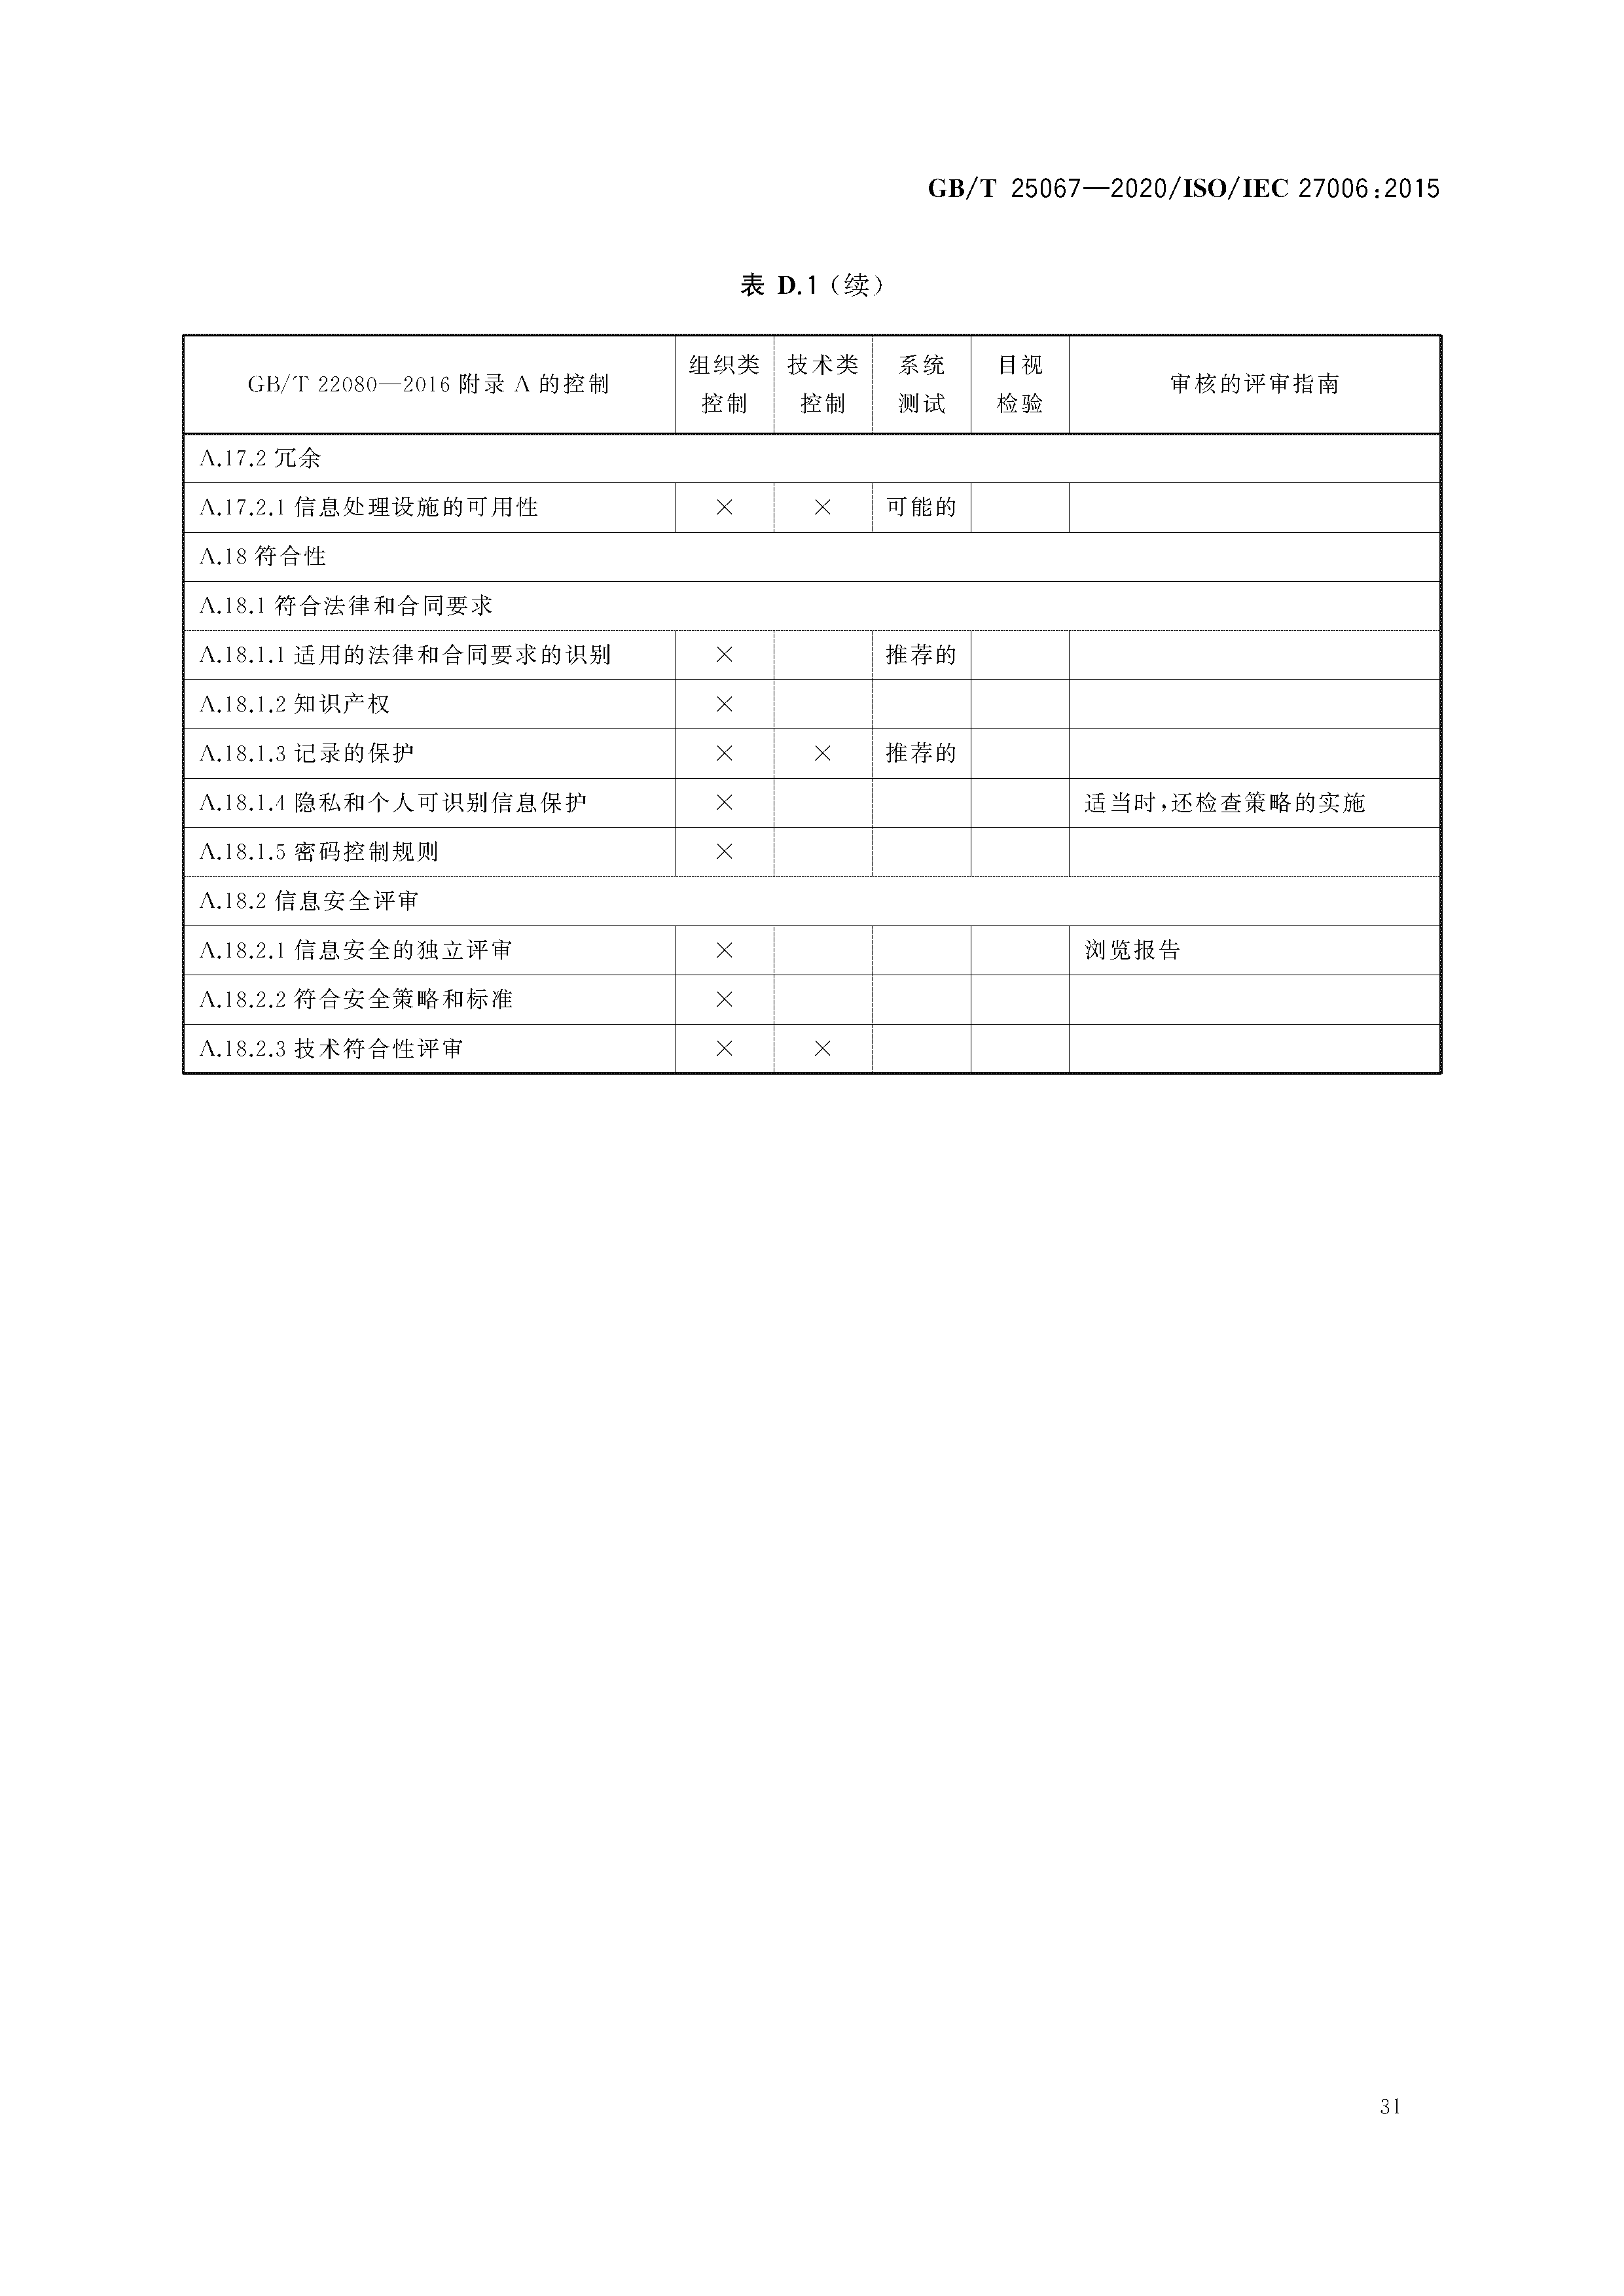 GB/T 25067—2020/ISO/IEC 27006:2015
表 D.1（续）
GB/T 22080—2016 附录 A 的控制 组织类控制 技术类控制 系统测试 目视检验 审核的评审指南
A.17.2 冗余
A.17.2.1 信息处理设施的可用性 × × 可能的
A.18 符合性
A.18.1 符合法律和合同要求
A.18.1.1 适用的法律和合同要求的识别 × 推荐的
A.18.1.2 知识产权 ×
A.18.1.3 记录的保护 × × 推荐的
A.18.1.4 隐私和个人可识别信息保护 × 适当时,还检查策略的实施
A.18.1.5 密码控制规则 ×
A.18.2 信息安全评审
A.18.2.1 信息安全的独立评审 × 浏览报告
A.18.2.2 符合安全策略和标准 ×
A.18.2.3 技术符合性评审 × ×
31